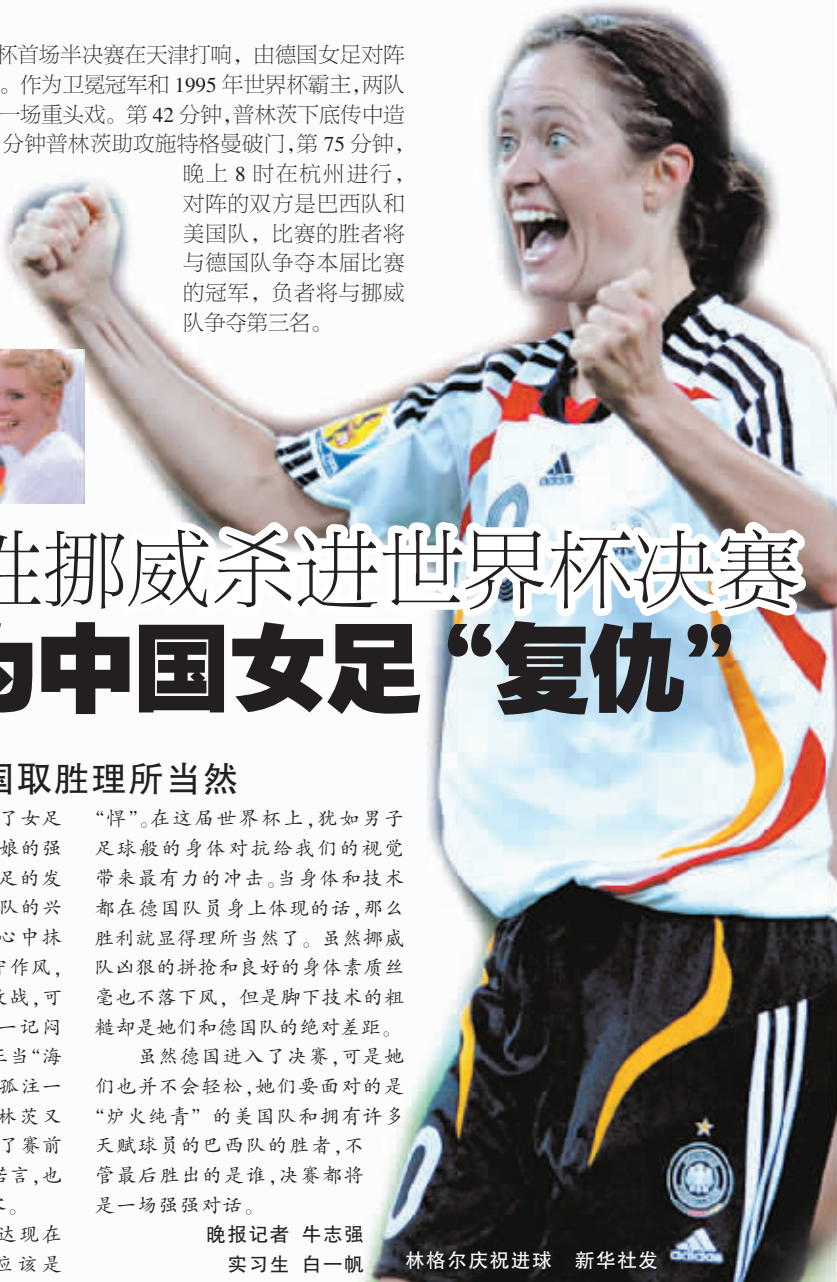 杯首场半决赛在天津打响，由德国女足对阵
。作为卫冕冠军和 1995 年世界杯霸主,两队
一场重头戏。第 42 分钟,普林茨下底传中造
分钟普林茨助攻施特格曼破门,第 75 分钟，
晚上 8 时在杭州进行，
对阵的双方是巴西队和
美国队，比赛的胜者将
与德国队争夺本届比赛
的冠军，负者将与挪威
队争夺第三名。
adidas
胜挪威杀进世界杯决赛
为中国女足“复仇”
国取胜理所当然
了女足
娘的强
足的发
队的兴
心中抹
守作风，
攻战,可
一记闷
当“海
孤注一
林茨又
了赛前
若言,也
。
达现在
应该是
“悍”。在这届世界杯上,犹如男子
足球般的身体对抗给我们的视觉
带来最有力的冲击。当身体和技术
都在德国队员身上体现的话,那么
胜利就显得理所当然了。虽然挪威
队凶狠的拼抢和良好的身体素质丝
毫也不落下风，但是脚下技术的粗
糙却是她们和德国队的绝对差距。
虽然德国进入了决赛,可是她
们也并不会轻松,她们要面对的是
“炉火纯青”的美国队和拥有许多
天赋球员的巴西队的胜者,不
管最后胜出的是谁,决赛都将
是一场强强对话。
晚报记者 牛志强
实习生 白一帆
林格尔庆祝进球 新华社发
adidas